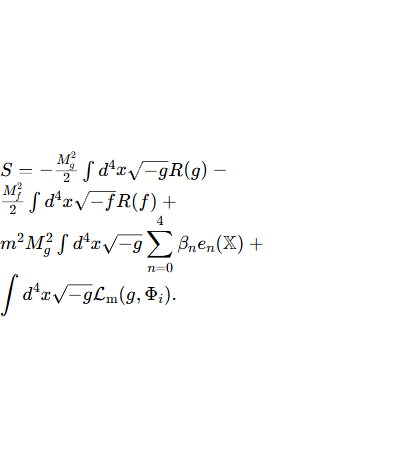 $S = -\frac{M_g^2}{2} \int d^4x \sqrt{-g} R(g) -$
$\frac{M_f^2}{2} \int d^4x \sqrt{-f} R(f) +$
$m^2 M_g^2 \int d^4x \sqrt{-g} \sum_{n=0}^{4} \beta_n e_n(\mathbb{X}) +$
$\int d^4x \sqrt{-g} \mathcal{L}_{\mathrm{m}}(g, \Phi_i).$